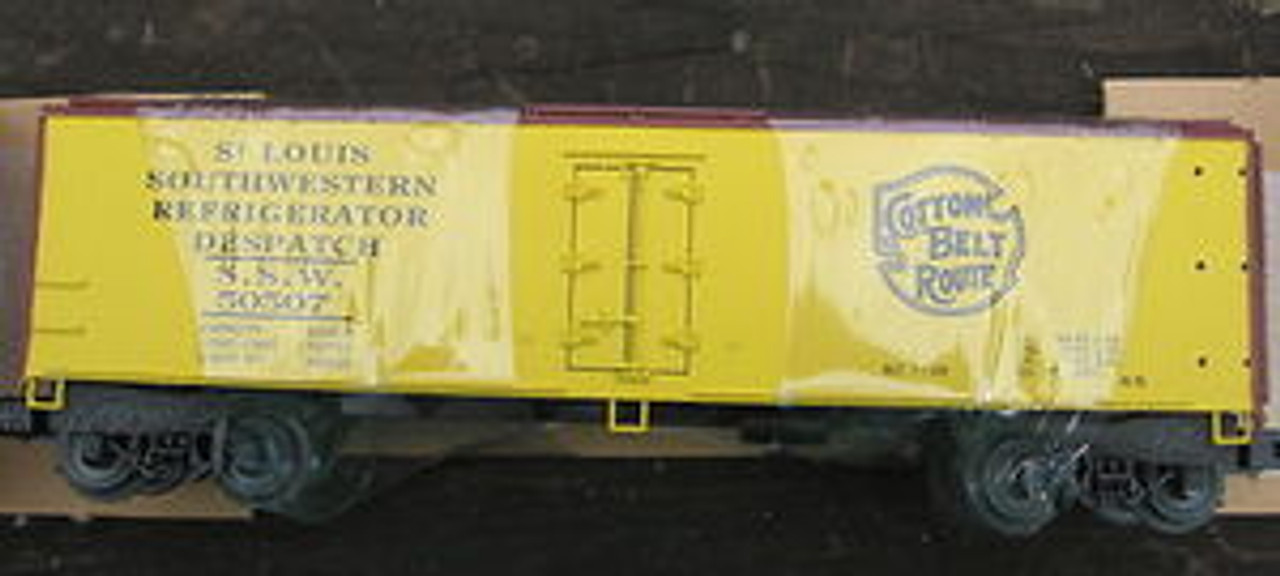 ST LOUIS
SOUTHWESTERN
REFRIGERATOR
DESPATCH
S.S.W.
50507
COTTON
BELT
ROUTE